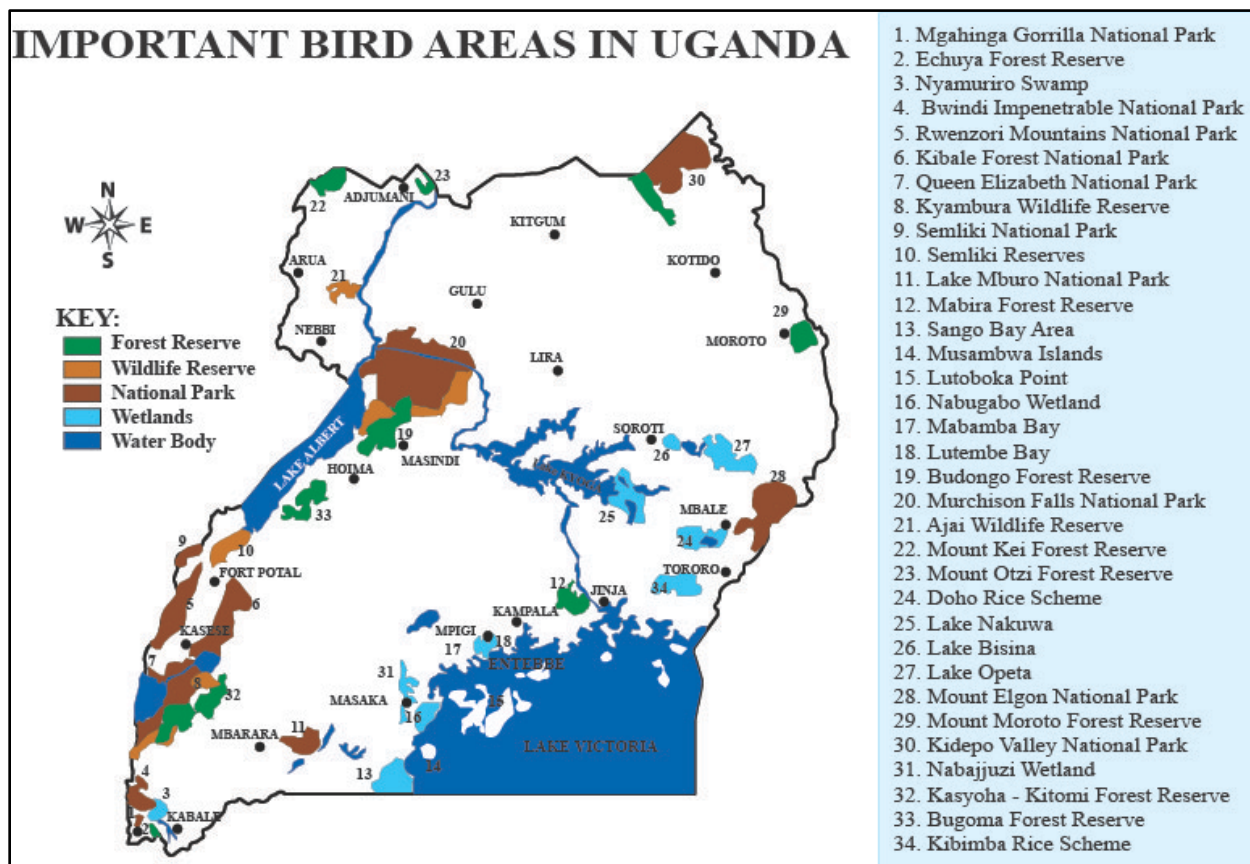 IMPORTANT BIRD AREAS IN UGANDA
N
W E
S
KEY:
Forest Reserve
Wildlife Reserve
National Park
Wetlands
Water Body
22
ADJUMANI
23
30
KITGUM
ARUA
21
KOTIDO
GULU
NEBBI
20
29
MOROTO
LIRA
LAKE ALBERT
19
MASINDI
SOROTI
26
27
HOIMA
Lake KYOGA
28
33
25
MBALE
24
9
10
FORT POTAL
TORORO
34
5
6
12
JINJA
KAMPALA
KASESE
MPIGI
17
18
ENTEBBE
7
8
32
31
MASAKA
16
15
MBARARA
11
LAKE VICTORIA
13
14
4
3
1
2
KABALE
1. Mgahinga Gorrilla National Park
2. Echuya Forest Reserve
3. Nyamuriro Swamp
4. Bwindi Impenetrable National Park
5. Rwenzori Mountains National Park
6. Kibale Forest National Park
7. Queen Elizabeth National Park
8. Kyambura Wildlife Reserve
9. Semliki National Park
10. Semliki Reserves
11. Lake Mburo National Park
12. Mabira Forest Reserve
13. Sango Bay Area
14. Musambwa Islands
15. Lutoboka Point
16. Nabugabo Wetland
17. Mabamba Bay
18. Lutembe Bay
19. Budongo Forest Reserve
20. Murchison Falls National Park
21. Ajai Wildlife Reserve
22. Mount Kei Forest Reserve
23. Mount Otzi Forest Reserve
24. Doho Rice Scheme
25. Lake Nakuwa
26. Lake Bisina
27. Lake Opeta
28. Mount Elgon National Park
29. Mount Moroto Forest Reserve
30. Kidepo Valley National Park
31. Nabajjuzi Wetland
32. Kasyoha - Kitomi Forest Reserve
33. Bugoma Forest Reserve
34. Kibimba Rice Scheme